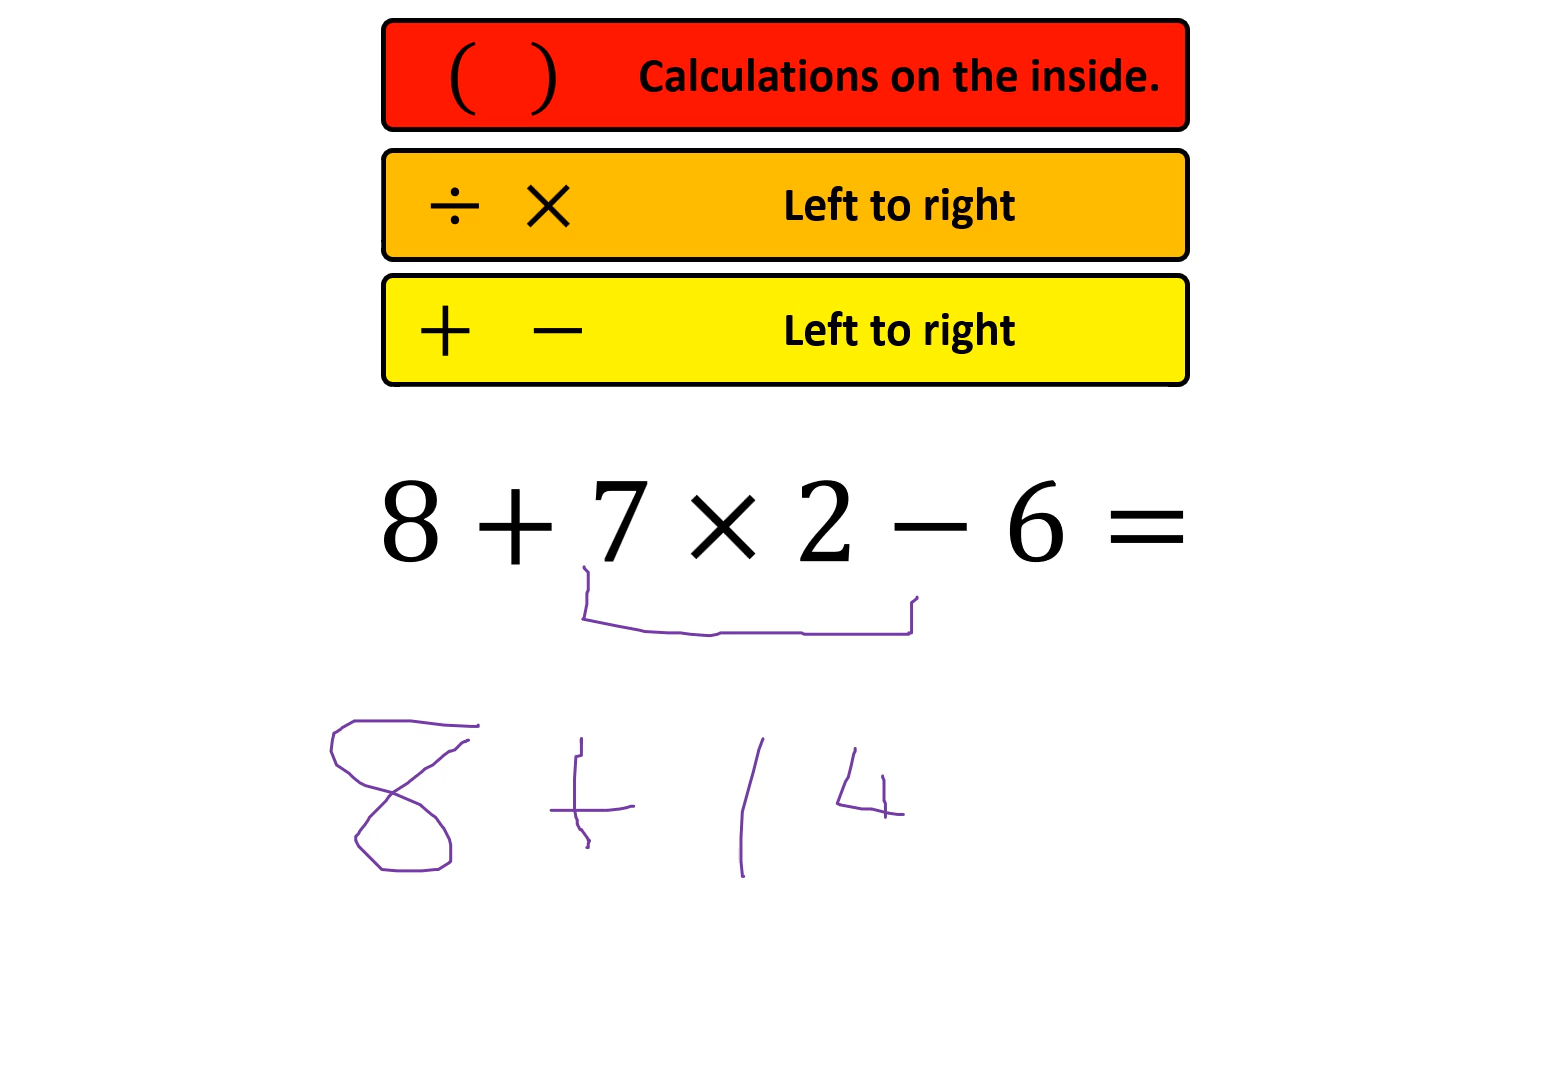 ( ) Calculations on the inside.
÷ × Left to right
+ − Left to right
8 + 7 × 2 − 6 =
8 + 14